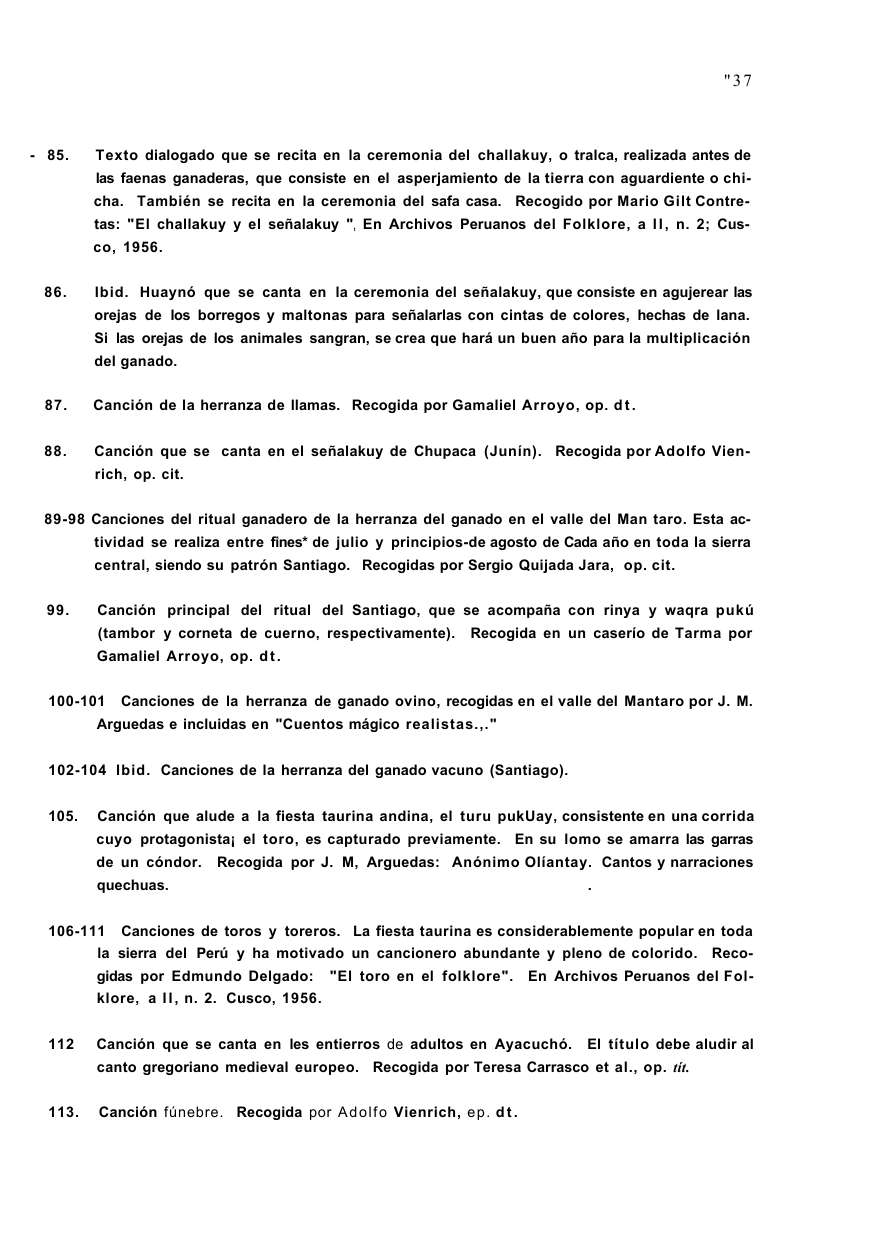 "37
- 85. Texto dialogado que se recita en la ceremonia del challakuy, o tralca, realizada antes de
las faenas ganaderas, que consiste en el asperjamiento de la tierra con aguardiente o chi-
cha. También se recita en la ceremonia del safa casa. Recogido por Mario Gilt Contre-
tas: "El challakuy y el señalakuy ", En Archivos Peruanos del Folklore, a II, n. 2; Cus-
co, 1956.
86. Ibid. Huaynó que se canta en la ceremonia del señalakuy, que consiste en agujerear las
orejas de los borregos y maltonas para señalarlas con cintas de colores, hechas de lana.
Si las orejas de los animales sangran, se crea que hará un buen año para la multiplicación
del ganado.
87. Canción de la herranza de llamas. Recogida por Gamaliel Arroyo, op. dt.
88. Canción que se canta en el señalakuy de Chupaca (Junín). Recogida por Adolfo Vien-
rich, op. cit.
89-98 Canciones del ritual ganadero de la herranza del ganado en el valle del Man taro. Esta ac-
tividad se realiza entre fines* de julio y principios-de agosto de Cada año en toda la sierra
central, siendo su patrón Santiago. Recogidas por Sergio Quijada Jara, op. cit.
99. Canción principal del ritual del Santiago, que se acompaña con rinya y waqra pukú
(tambor y corneta de cuerno, respectivamente). Recogida en un caserío de Tarma por
Gamaliel Arroyo, op. dt.
100-101 Canciones de la herranza de ganado ovino, recogidas en el valle del Mantaro por J. M.
Arguedas e incluidas en "Cuentos mágico realistas.,."
102-104 Ibid. Canciones de la herranza del ganado vacuno (Santiago).
105. Canción que alude a la fiesta taurina andina, el turu pukUay, consistente en una corrida
cuyo protagonista¡ el toro, es capturado previamente. En su lomo se amarra las garras
de un cóndor. Recogida por J. M, Arguedas: Anónimo Olíantay. Cantos y narraciones
quechuas. .
106-111 Canciones de toros y toreros. La fiesta taurina es considerablemente popular en toda
la sierra del Perú y ha motivado un cancionero abundante y pleno de colorido. Reco-
gidas por Edmundo Delgado: "El toro en el folklore". En Archivos Peruanos del Fol-
klore, a II, n. 2. Cusco, 1956.
112 Canción que se canta en les entierros de adultos en Ayacuchó. El título debe aludir al
canto gregoriano medieval europeo. Recogida por Teresa Carrasco et al., op. tít.
113. Canción fúnebre. Recogida por Adolfo Vienrich, ep. dt.